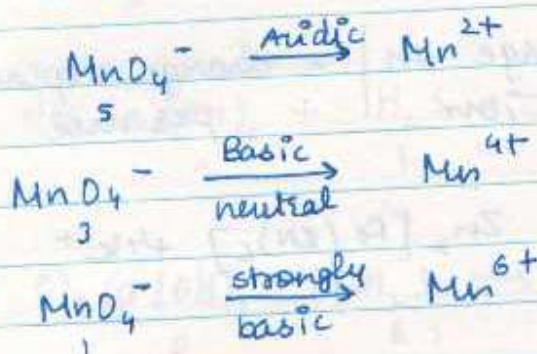 MnO₄⁻ Acidic → Mn²⁺
5
MnO₄⁻ Basic → Mn⁴⁺
3 neutral
MnO₄⁻ strongly → Mn⁶⁺
1 basic